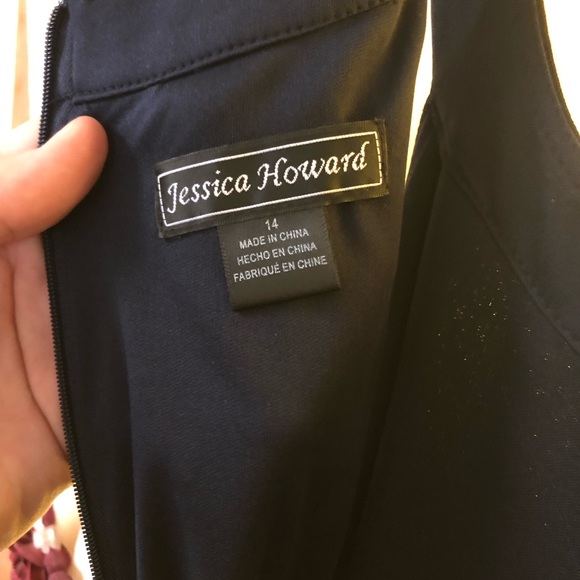 Jessica Howard
14
MADE IN CHINA
HECHO EN CHINA
FABRIQUÉ EN CHINE